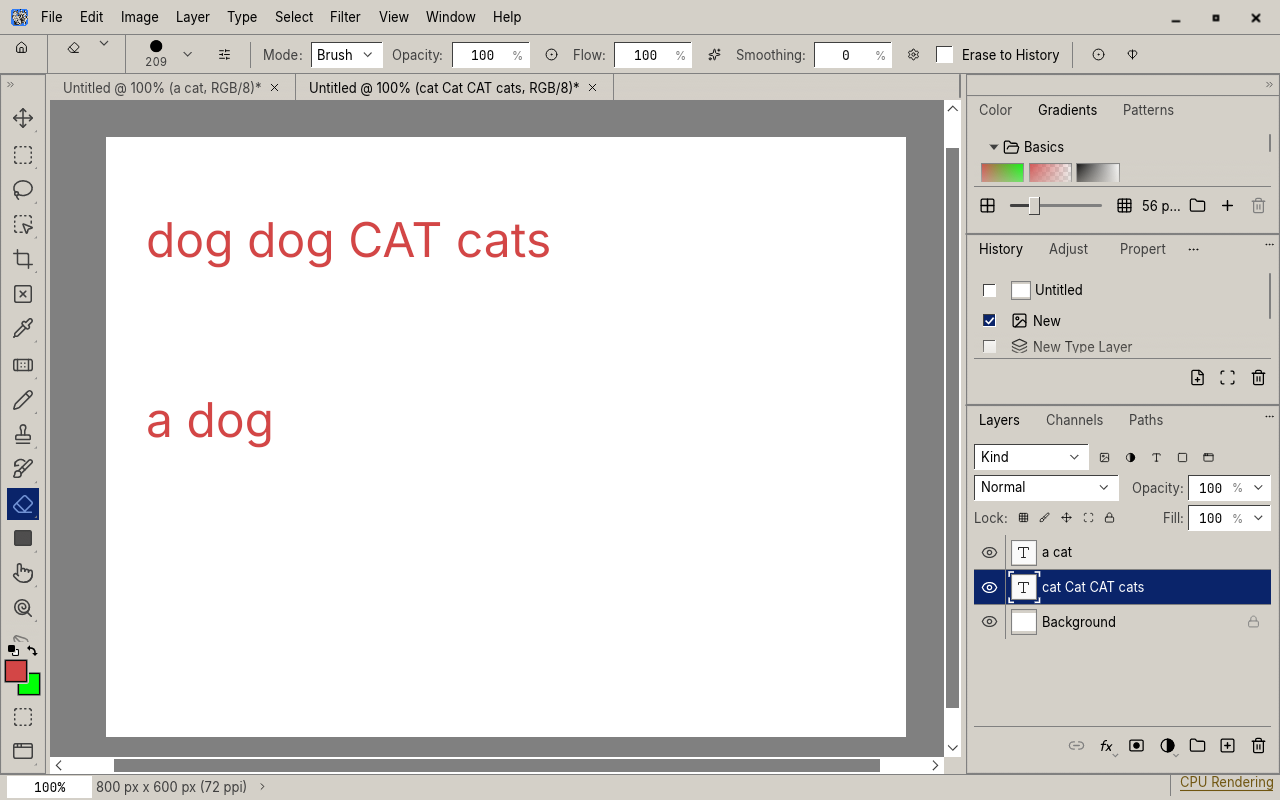 File Edit Image Layer Type Select Filter View Window Help
209 Mode: Brush Opacity: 100 % Flow: 100 % Smoothing: 0 % Erase to History
Untitled @ 100% (a cat, RGB/8)* Untitled @ 100% (cat Cat CAT cats, RGB/8)*
dog dog CAT cats
a dog
Color Gradients Patterns
Basics
56 p...
History Adjust Propert
Untitled
New
New Type Layer
Layers Channels Paths
Kind
Normal Opacity: 100 %
Lock: Fill: 100 %
a cat
cat Cat CAT cats
Background
100% 800 px x 600 px (72 ppi) CPU Rendering